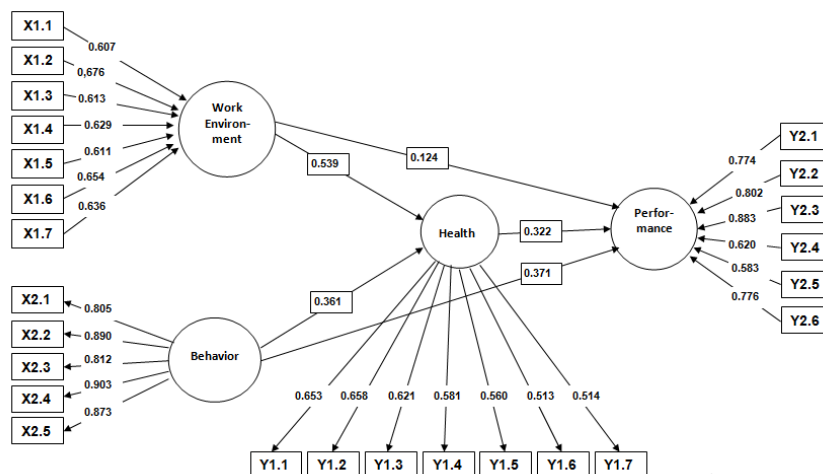 X1.1
X1.2
X1.3
X1.4
X1.5
X1.6
X1.7
0.607
0,676
0.613
0.629
0.611
0.654
0.636
Work
Environ-
ment
0.539
0.124
Health
0.322
0.371
0.361
Perfor-
mance
Y2.1
Y2.2
Y2.3
Y2.4
Y2.5
Y2.6
0.774
0.802
0.883
0.620
0.583
0.776
X2.1
X2.2
X2.3
X2.4
X2.5
0.805
0.890
0.812
0.903
0.873
Behavior
0.653
0.658
0.621
0.581
0.560
0.513
0.514
Y1.1
Y1.2
Y1.3
Y1.4
Y1.5
Y1.6
Y1.7